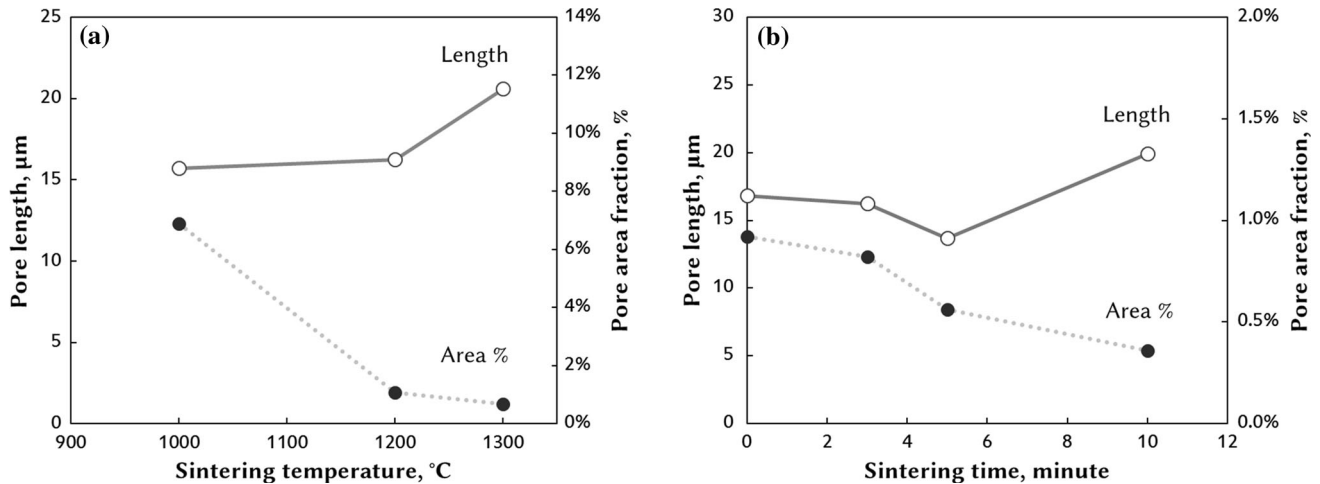 (a)
Length
Area %
25
20
15
10
5
0
14%
12%
10%
8%
6%
4%
2%
0%
900 1000 1100 1200 1300
Pore length, µm
Pore area fraction, %
Sintering temperature, °C
(b)
Length
Area %
30
25
20
15
10
5
0
2.0%
1.5%
1.0%
0.5%
0.0%
0 2 4 6 8 10 12
Pore length, µm
Pore area fraction, %
Sintering time, minute